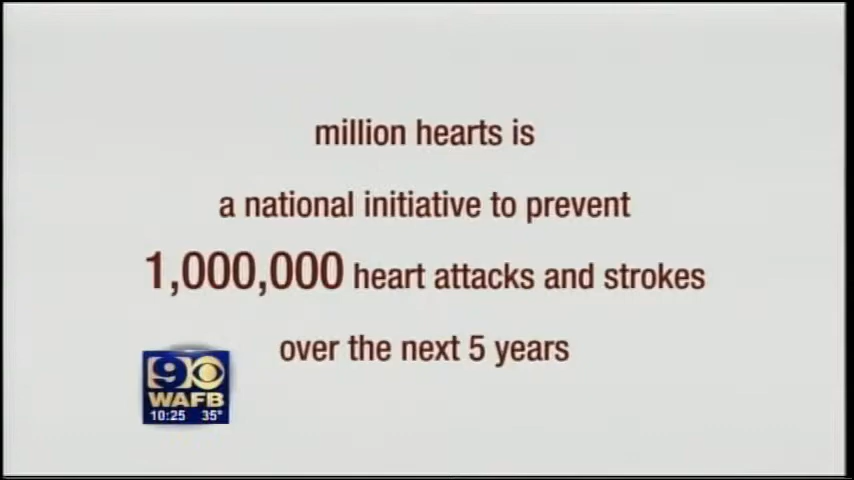 million hearts is
a national initiative to prevent
1,000,000 heart attacks and strokes
over the next 5 years
9
WAFB
10:25 35°